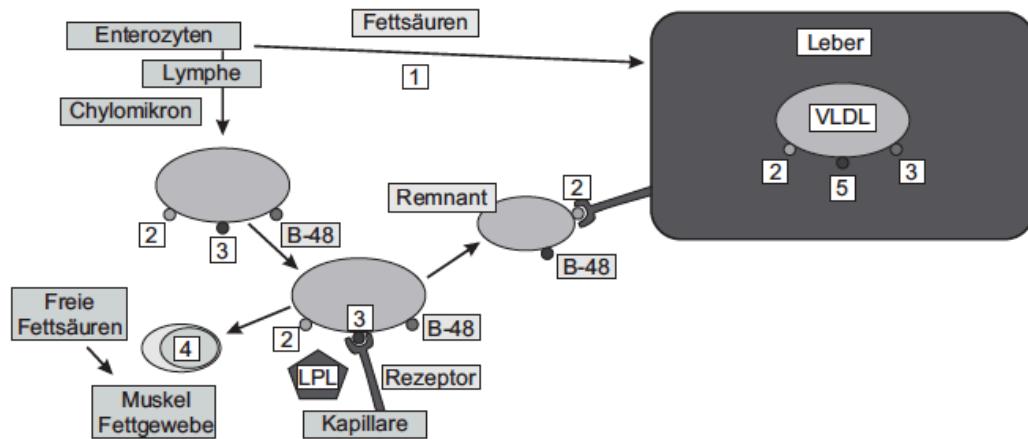 Fettsäuren
Enterozyten
Leber
Lymphe
1
Chylomikron
VLDL
2
5
3
2
Remnant
2
3
B-48
B-48
Freie
Fettsäuren
3
2
B-48
4
LPL
Rezeptor
Muskel
Fettgewebe
Kapillare